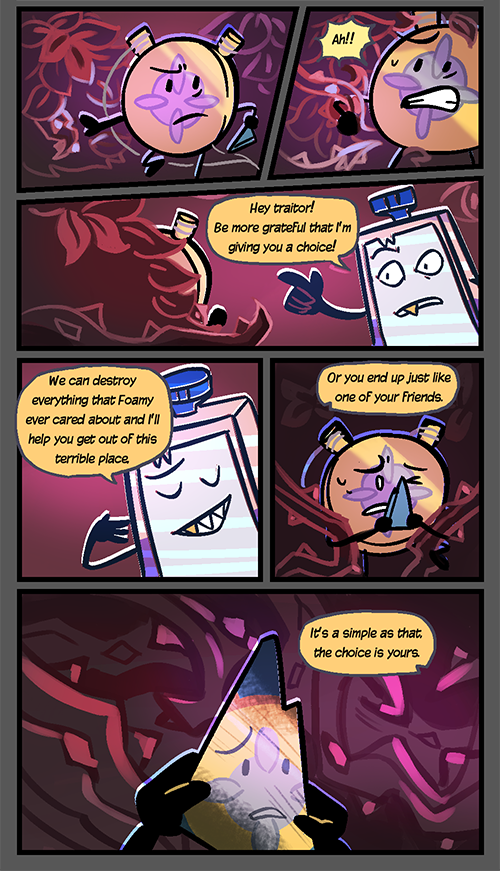 Ah!!
Hey traitor!
Be more grateful that I'm
giving you a choice!
We can destroy
everything that Foamy
ever cared about and I'll
help you get out of this
terrible place.
Or you end up just like
one of your friends.
It's a simple as that,
the choice is yours.